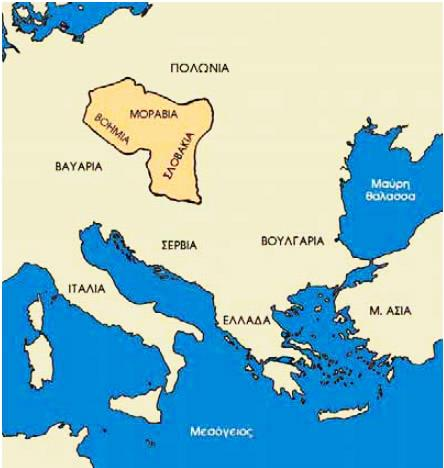 ΠΟΛΩΝΙΑ
ΜΟΡΑΒΙΑ
ΒΟΗΜΙΑ
ΣΛΟΒΑΚΙΑ
ΒΑΥΑΡΙΑ
Μαύρη
θάλασσα
ΣΕΡΒΙΑ
ΒΟΥΛΓΑΡΙΑ
ΙΤΑΛΙΑ
ΕΛΛΑΔΑ
Μ. ΑΣΙΑ
Μεσόγειος